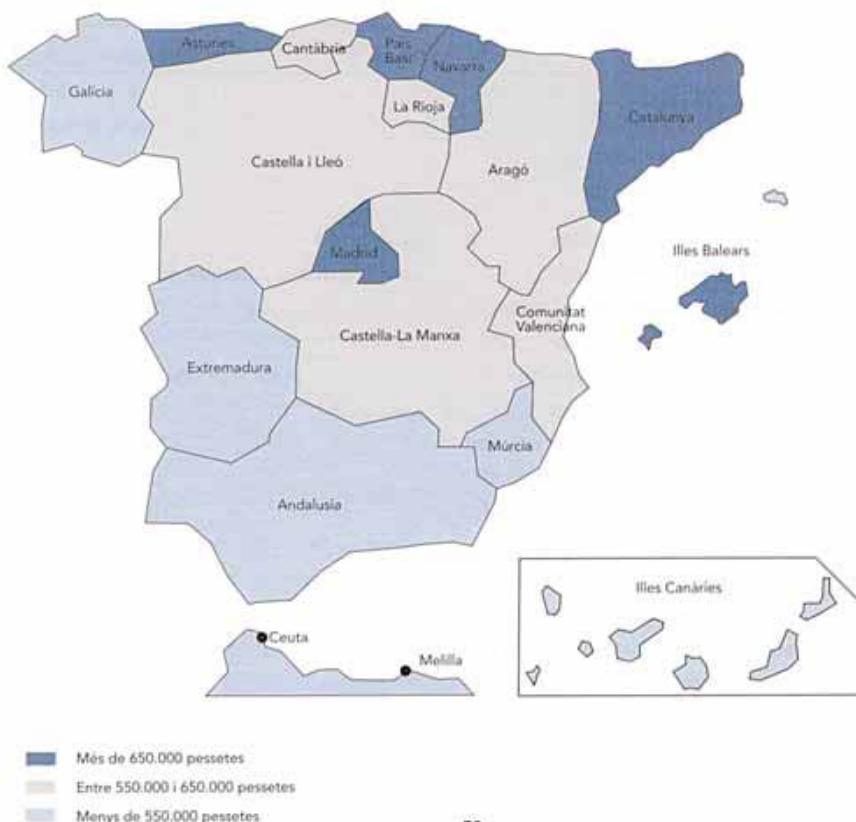 Astúries
Cantàbria
País
Basc
Navarra
Galícia
La Rioja
Catalunya
Castella i Lleó
Aragó
Madrid
Illes Balears
Comunitat
Valenciana
Castella-La Manxa
Extremadura
Múrcia
Andalusia
Illes Canàries
Ceuta
Melilla
Més de 650.000 pessetes
Entre 550.000 i 650.000 pessetes
Menys de 550.000 pessetes